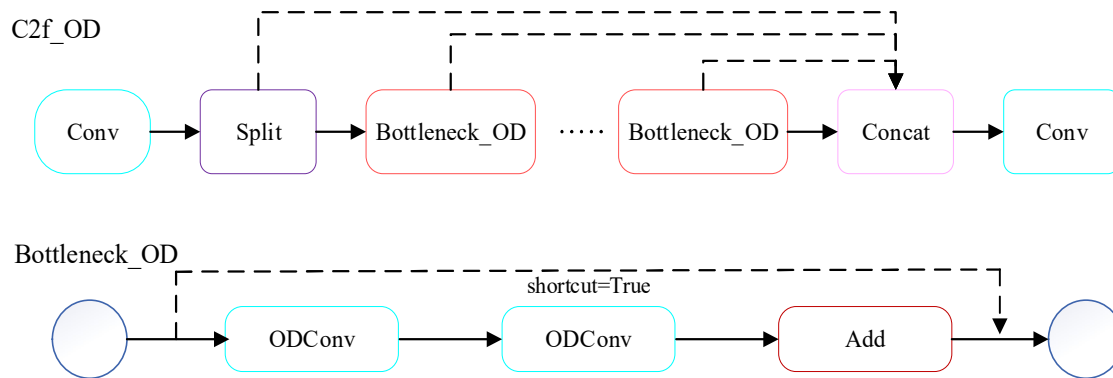 C2f_OD
Conv
Split
Bottleneck_OD
.....
Bottleneck_OD
Concat
Conv
Bottleneck_OD
shortcut=True
ODConv
ODConv
Add